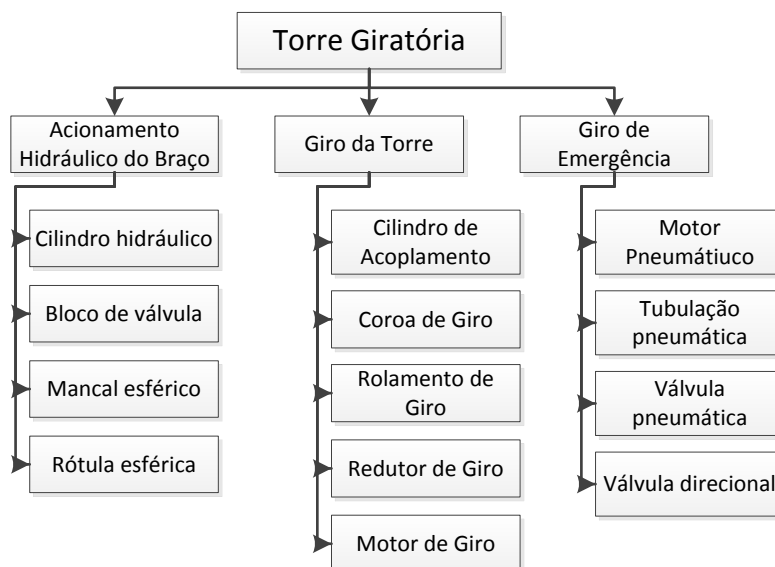 Torre Giratória
Acionamento
Hidráulico do Braço
Cilindro hidráulico
Bloco de válvula
Mancal esférico
Rótula esférica
Giro da Torre
Cilindro de
Acoplamento
Coroa de Giro
Rolamento de
Giro
Redutor de Giro
Motor de Giro
Giro de
Emergência
Motor
Pneumátiuco
Tubulação
pneumática
Válvula
pneumática
Válvula direcional